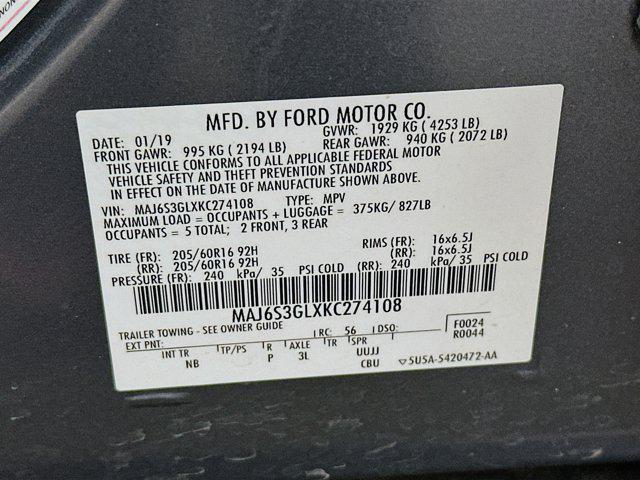 NON
MFD. BY FORD MOTOR CO.
DATE: 01/19 GVWR: 1929 KG ( 4253 LB)
FRONT GAWR: 995 KG ( 2194 LB) REAR GAWR: 940 KG ( 2072 LB)
THIS VEHICLE CONFORMS TO ALL APPLICABLE FEDERAL MOTOR
VEHICLE SAFETY AND THEFT PREVENTION STANDARDS
IN EFFECT ON THE DATE OF MANUFACTURE SHOWN ABOVE.
VIN: MAJ6S3GLXKC274108 TYPE: MPV
MAXIMUM LOAD = OCCUPANTS + LUGGAGE = 375KG/ 827LB
OCCUPANTS = 5 TOTAL; 2 FRONT, 3 REAR
TIRE (FR): 205/60R16 92H RIMS (FR): 16x6.5J
(RR): 205/60R16 92H (RR): 16x6.5J
PRESSURE (FR): 240 kPa/ 35 PSI COLD (RR): 240 kPa/ 35 PSI COLD
MAJ6S3GLXKC274108
TRAILER TOWING - SEE OWNER GUIDE
EXT PNT: RC: 56 DSO: F0024
R0044
INT TR TP/PS R AXLE TR SPR
NB P 3L UUJJ
CBU 5U5A-5420472-AA